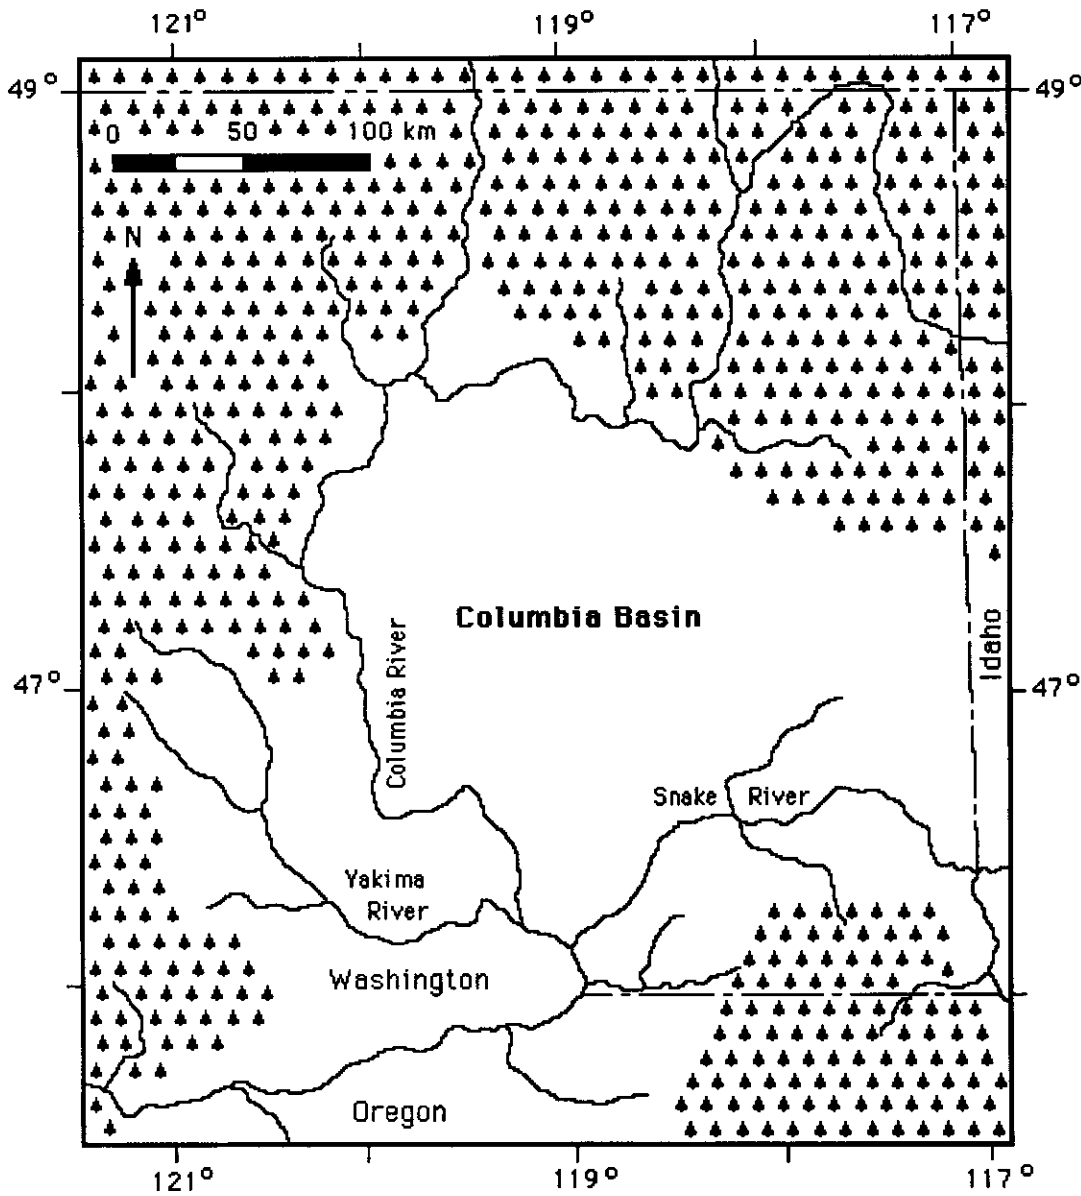 121° 119° 117°
49° 49°
0 50 100 km
N
Columbia Basin
Columbia River
Idaho
47° 47°
Snake River
Yakima
River
Washington
Oregon
121° 119° 117°